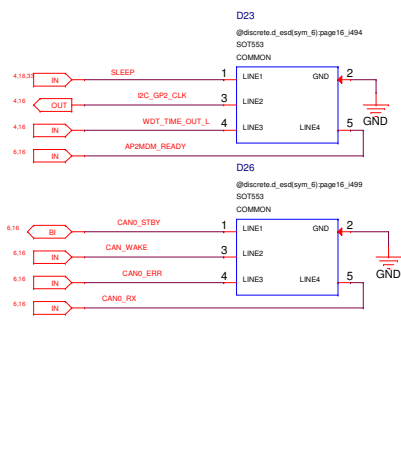 D23
@discrete.d_esd(sym_6):page16_i494
SOT553
COMMON
4,16,33 IN SLEEP 1 LINE1 GND 2
4,16 OUT I2C_GP2_CLK 3 LINE2
GND
4,16 IN WDT_TIME_OUT_L 4 LINE3 LINE4 5
6,16 IN AP2MDM_READY
D26
@discrete.d_esd(sym_6):page16_i499
SOT553
COMMON
6,16 BI CAN0_STBY 1 LINE1 GND 2
6,16 IN CAN_WAKE 3 LINE2
GND
6,16 IN CAN0_ERR 4 LINE3 LINE4 5
6,16 IN CAN0_RX